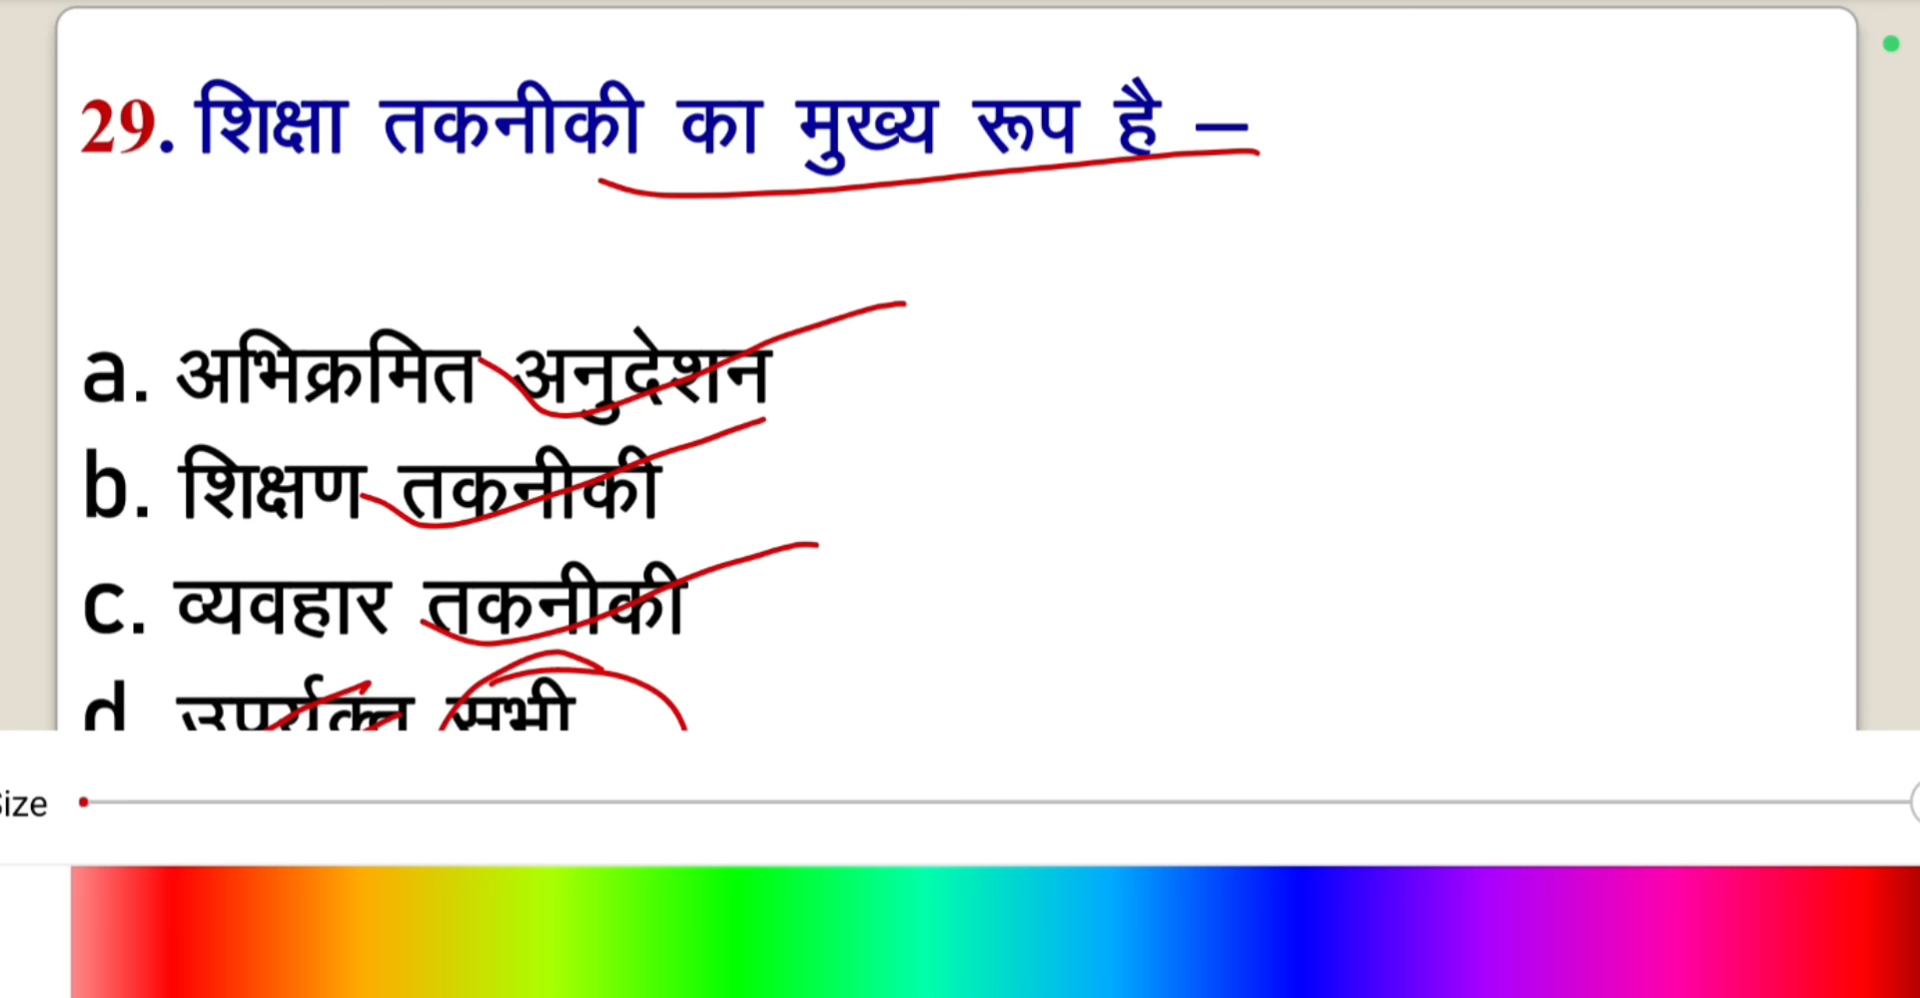 29. शिक्षा तकनीकी का मुख्य रूप है –
a. अभिक्रमित अनुदेशन
b. शिक्षण तकनीकी
c. व्यवहार तकनीकी
d. उपर्युक्त सभी
Size